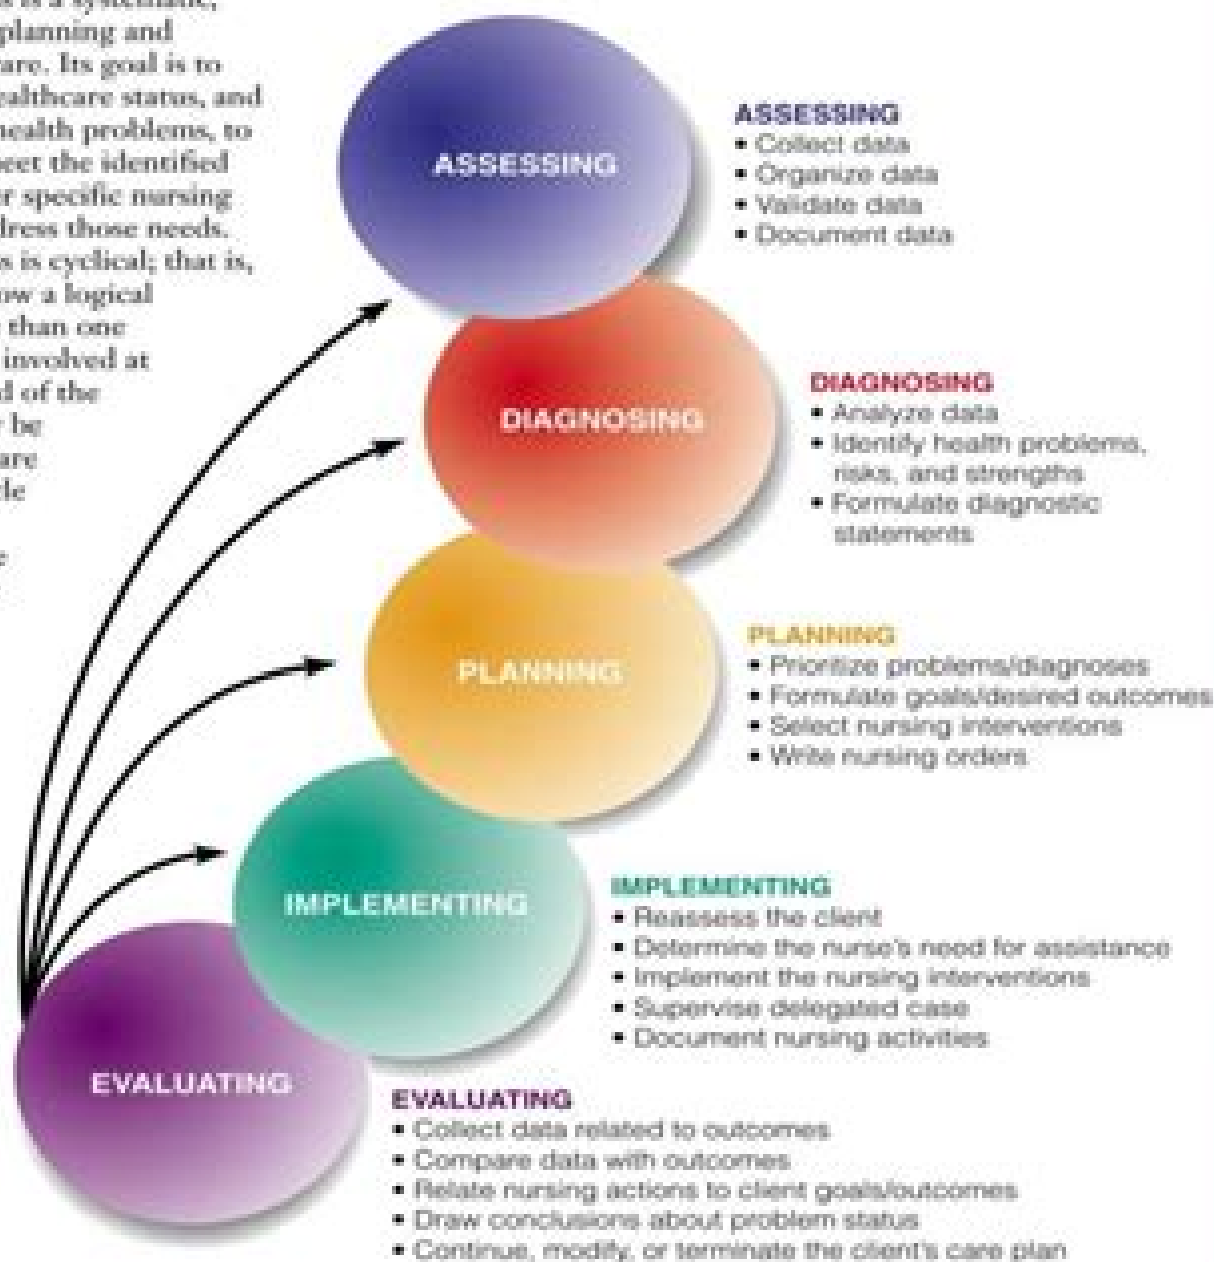 s is a systematic,
planning and
are. Its goal is to
ealthcare status, and
health problems, to
meet the identified
r specific nursing
dress those needs.
s is cyclical; that is,
ow a logical
than one
involved at
d of the
be
are
le
e
ASSESSING
ASSESSING
• Collect data
• Organize data
• Validate data
• Document data
DIAGNOSING
DIAGNOSING
• Analyze data
• Identify health problems,
risks, and strengths
• Formulate diagnostic
statements
PLANNING
PLANNING
• Prioritize problems/diagnoses
• Formulate goals/desired outcomes
• Select nursing interventions
• Write nursing orders
IMPLEMENTING
IMPLEMENTING
• Reassess the client
• Determine the nurse's need for assistance
• Implement the nursing interventions
• Supervise delegated case
• Document nursing activities
EVALUATING
EVALUATING
• Collect data related to outcomes
• Compare data with outcomes
• Relate nursing actions to client goals/outcomes
• Draw conclusions about problem status
• Continue, modify, or terminate the client's care plan